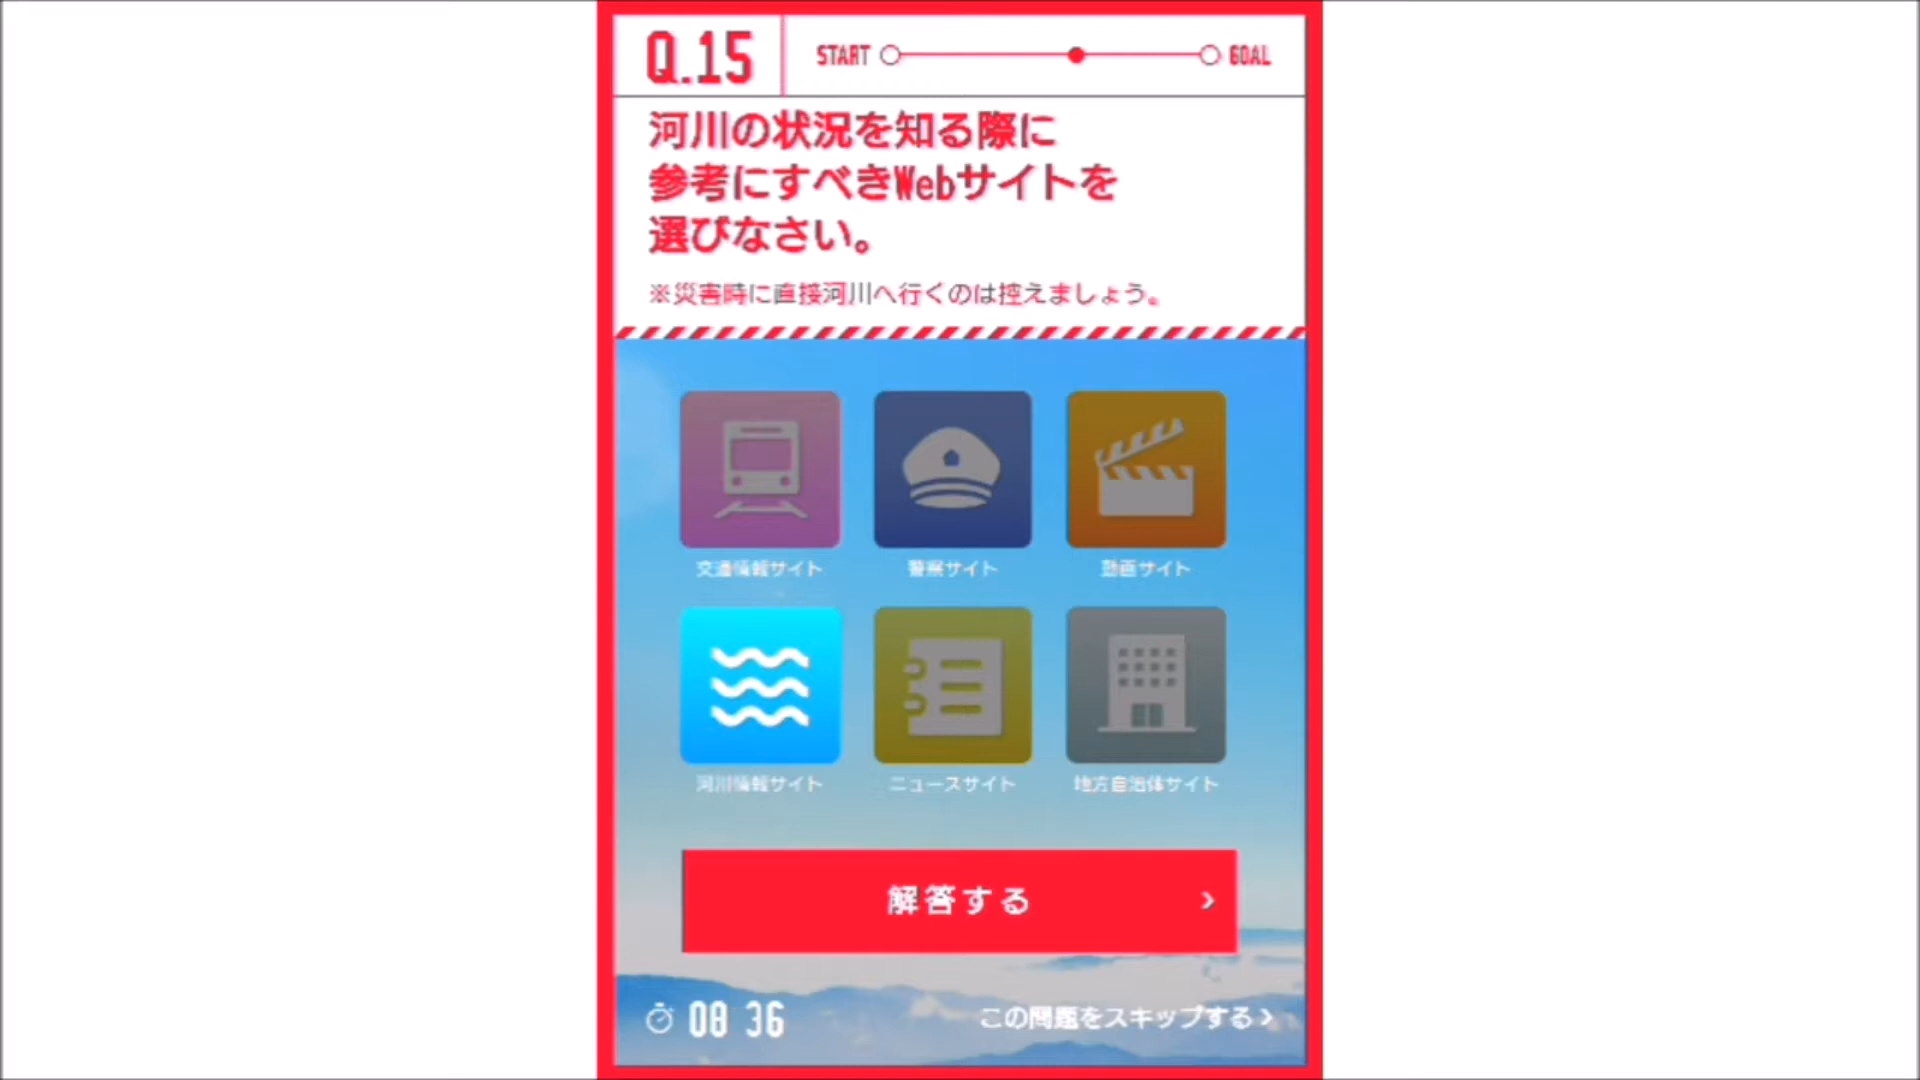 Q.15
START GOAL
河川の状況を知る際に
参考にすべきWebサイトを
選びなさい。
※災害時に直接河川へ行くのは控えましょう。
交通情報サイト 警察サイト 動画サイト
河川情報サイト ニュースサイト 地方自治体サイト
解答する
08 36
この問題をスキップする